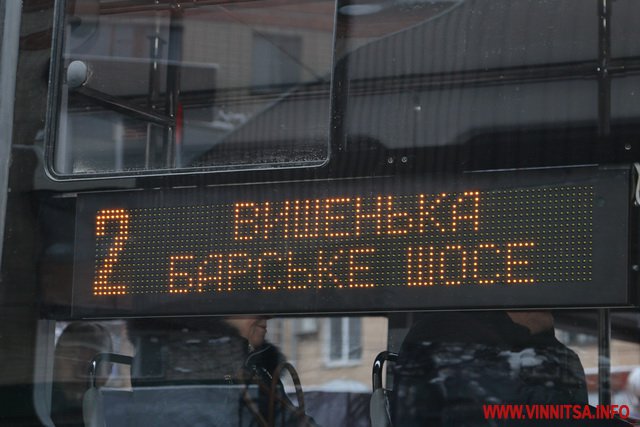 2 ВИШЕНЬКА
БАРСЬКЕ ШОСЕ
WWW.VINNITSA.INFO